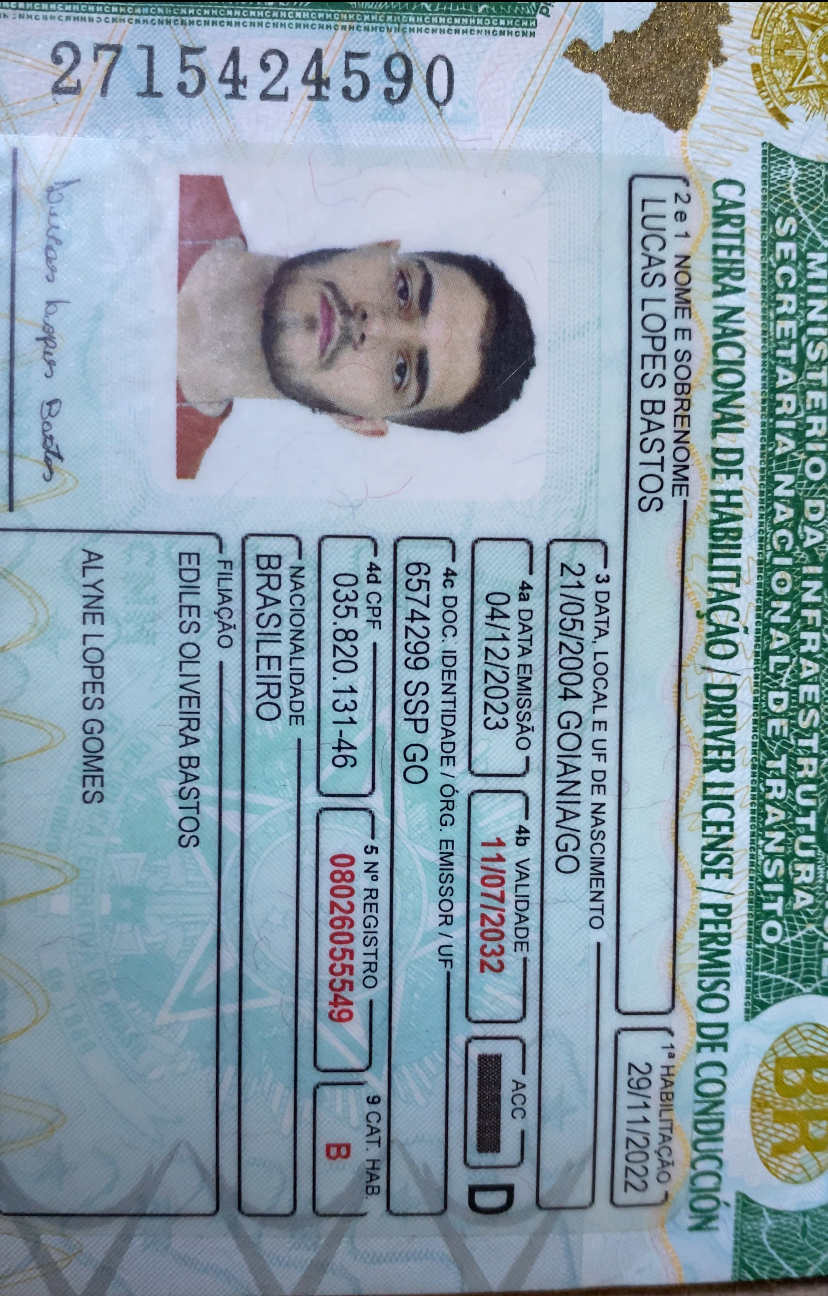 MINISTÉRIO DA INFRAESTRUTURA
SECRETARIA NACIONAL DE TRÂNSITO
BR
CARTEIRA NACIONAL DE HABILITAÇÃO / DRIVER LICENSE / PERMISO DE CONDUCCIÓN
2 e 1 NOME E SOBRENOME
LUCAS LOPES BASTOS
1ª HABILITAÇÃO
29/11/2022
3 DATA, LOCAL E UF DE NASCIMENTO
21/05/2004 GOIANIA/GO
4a DATA EMISSÃO
04/12/2023
4b VALIDADE
11/07/2032
ACC
D
4c DOC. IDENTIDADE / ÓRG. EMISSOR / UF
6574299 SSP GO
4d CPF
035.820.131-46
5 Nº REGISTRO
08026055549
9 CAT. HAB.
B
NACIONALIDADE
BRASILEIRO
FILIAÇÃO
EDILES OLIVEIRA BASTOS
ALYNE LOPES GOMES
2715424590
Lucas Lopes Bastos